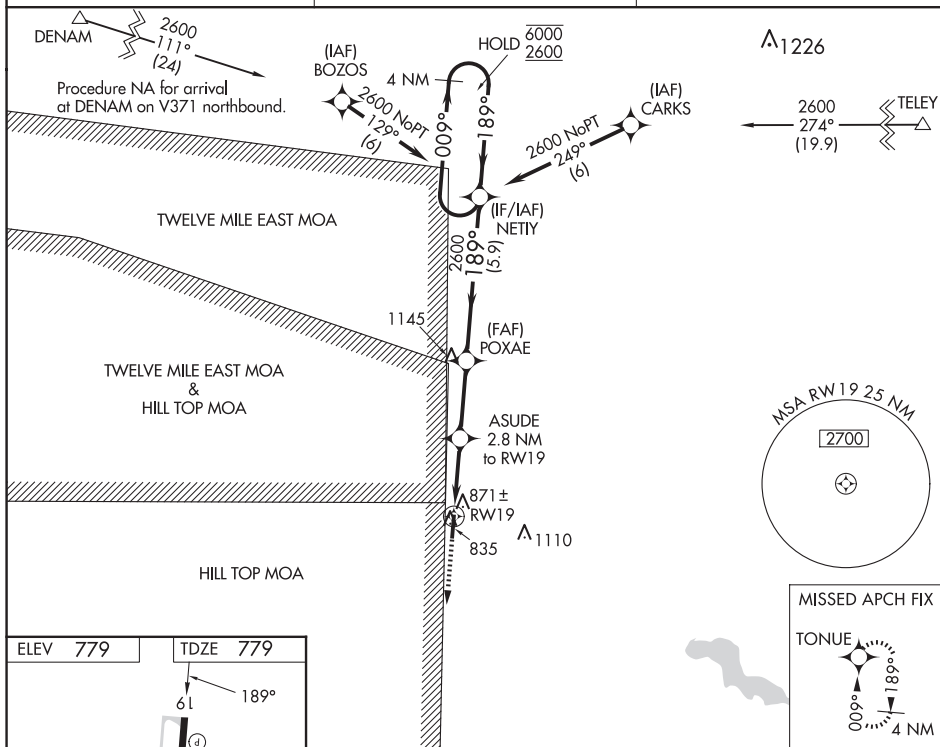 DENAM
2600
111°
(24)
Procedure NA for arrival
at DENAM on V371 northbound.
(IAF)
BOZOS
2600 NoPT
129°
(6)
4 NM
HOLD
6000
2600
009°
189°
1226
(IAF)
CARKS
2600 NoPT
249°
(6)
2600
274°
(19.9)
TELEY
(IF/IAF)
NETIY
2600
189°
(5.9)
TWELVE MILE EAST MOA
1145
(FAF)
POXAE
TWELVE MILE EAST MOA
&
HILL TOP MOA
ASUDE
2.8 NM
to RW19
MSA RW19 25 NM
2700
871±
RW19
835
1110
HILL TOP MOA
MISSED APCH FIX
TONUE
009°
189°
4 NM
ELEV 779
TDZE 779
189°
19
P